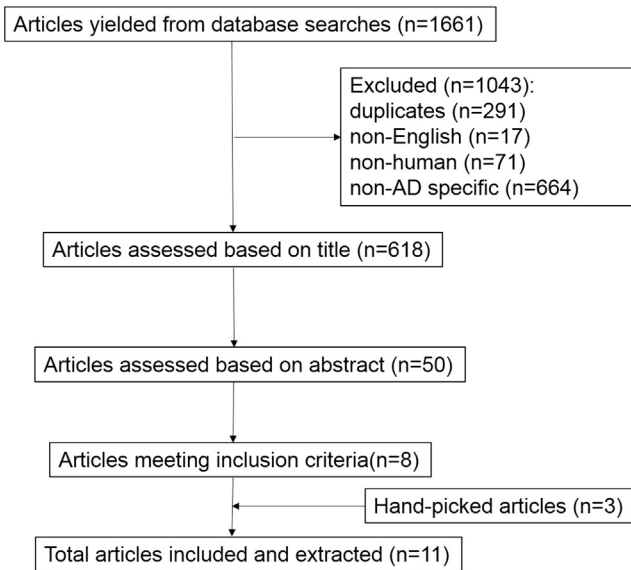 Articles yielded from database searches (n=1661)
Excluded (n=1043):
duplicates (n=291)
non-English (n=17)
non-human (n=71)
non-AD specific (n=664)
Articles assessed based on title (n=618)
Articles assessed based on abstract (n=50)
Articles meeting inclusion criteria(n=8)
Hand-picked articles (n=3)
Total articles included and extracted (n=11)